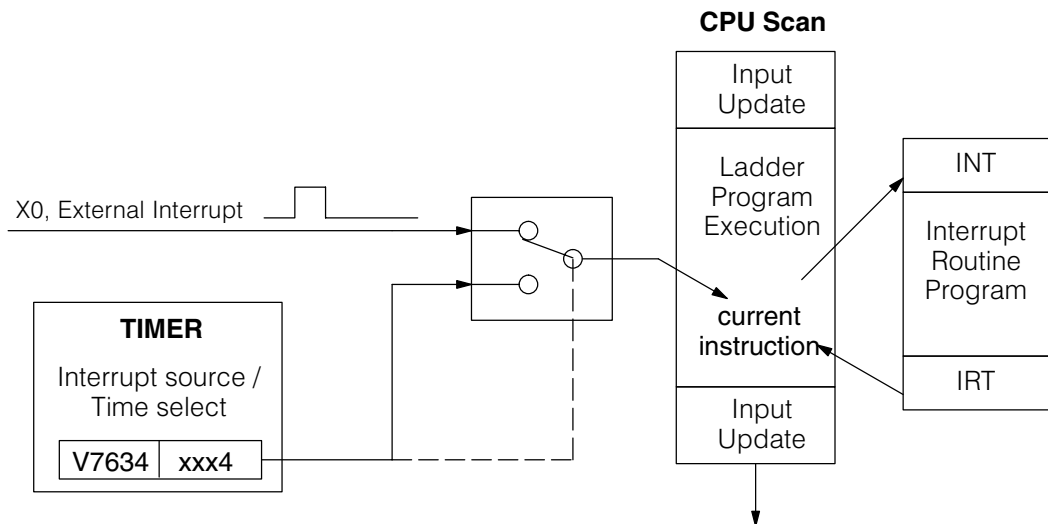 CPU Scan
Input
Update
Ladder
Program
Execution
current
instruction
Input
Update
INT
Interrupt
Routine
Program
IRT
X0, External Interrupt
TIMER
Interrupt source /
Time select
V7634 xxx4